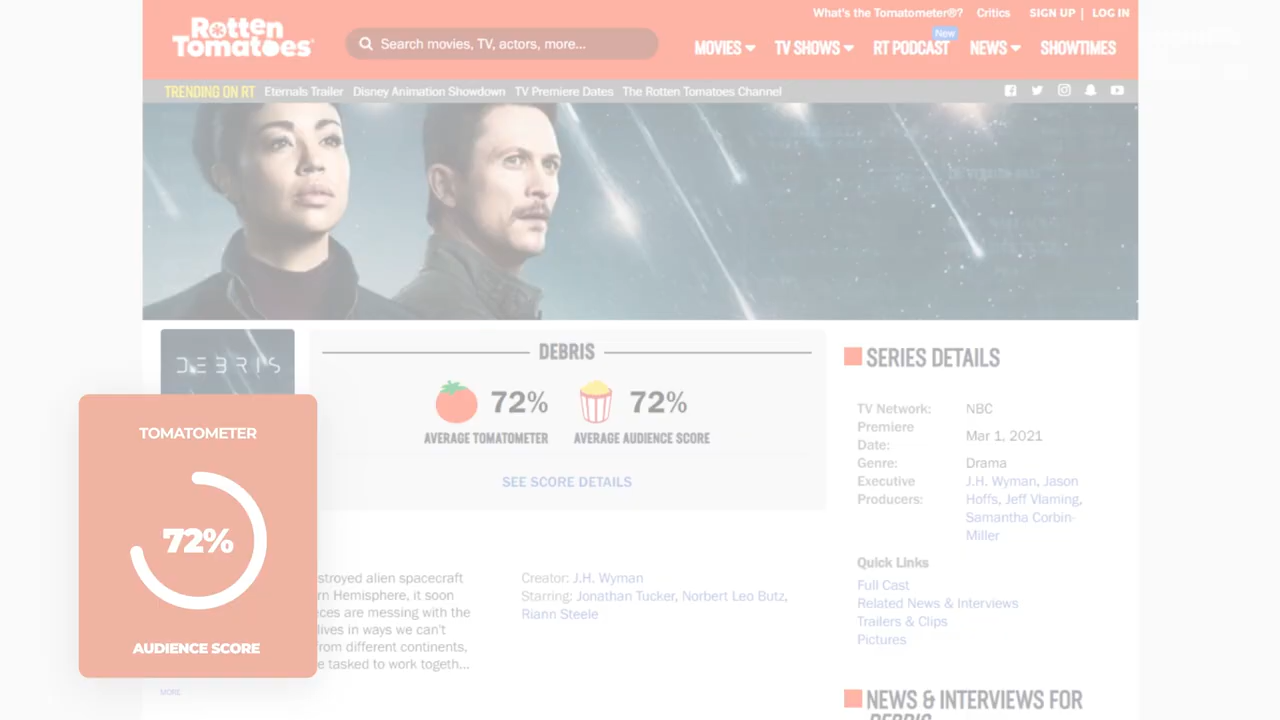 What's the Tomatometer®? Critics SIGN UP | LOG IN
Rotten
Tomatoes
Search movies, TV, actors, more...
New
MOVIES TV SHOWS RT PODCAST NEWS SHOWTIMES
TRENDING ON RT Eternals Trailer Disney Animation Showdown TV Premiere Dates The Rotten Tomatoes Channel
DEBRIS
DEBRIS
72% 72%
AVERAGE TOMATOMETER AVERAGE AUDIENCE SCORE
SEE SCORE DETAILS
TOMATOMETER
72%
AUDIENCE SCORE
stroyed alien spacecraft
rn Hemisphere, it soon
eces are messing with the
lives in ways we can't
from different continents,
e tasked to work togeth...
MORE
Creator: J.H. Wyman
Starring: Jonathan Tucker, Norbert Leo Butz,
Riann Steele
SERIES DETAILS
TV Network: NBC
Premiere
Date: Mar 1, 2021
Genre: Drama
Executive J.H. Wyman, Jason
Producers: Hoffs, Jeff Vlaming,
Samantha Corbin-
Miller
Quick Links
Full Cast
Related News & Interviews
Trailers & Clips
Pictures
NEWS & INTERVIEWS FOR
DEBRIS